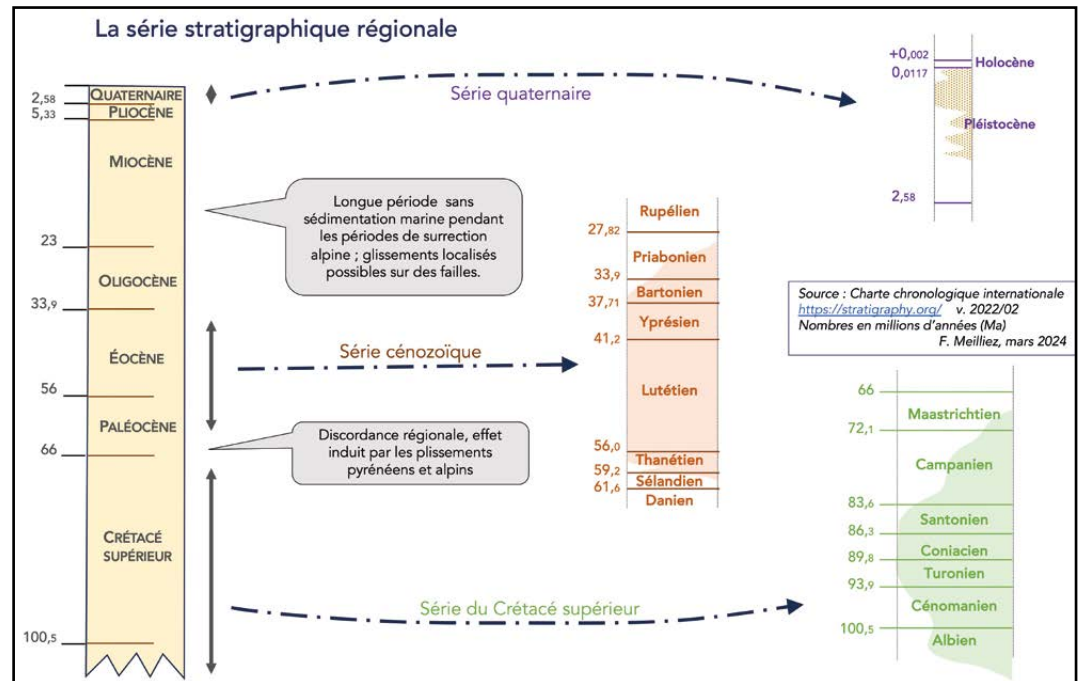 La série stratigraphique régionale
QUATERNAIRE
2,58
PLIOCÈNE
5,33
MIOCÈNE
23
OLIGOCÈNE
33,9
ÉOCÈNE
56
PALÉOCÈNE
66
CRÉTACÉ
SUPÉRIEUR
100,5
Série quaternaire
Longue période sans
sédimentation marine pendant
les périodes de surrection
alpine ; glissements localisés
possibles sur des failles.
Série cénozoïque
Discordance régionale, effet
induit par les plissements
pyrénéens et alpins
Série du Crétacé supérieur
Rupélien
27,82
Priabonien
33,9
Bartonien
37,71
Yprésien
41,2
Lutétien
56,0
Thanétien
59,2
Sélandien
61,6
Danien
+0,002
Holocène
0,0117
Pléistocène
2,58
Source : Charte chronologique internationale
https://stratigraphy.org/ v. 2022/02
Nombres en millions d'années (Ma)
F. Meilliez, mars 2024
66
Maastrichtien
72,1
Campanien
83,6
Santonien
86,3
Coniacien
89,8
Turonien
93,9
Cénomanien
100,5
Albien